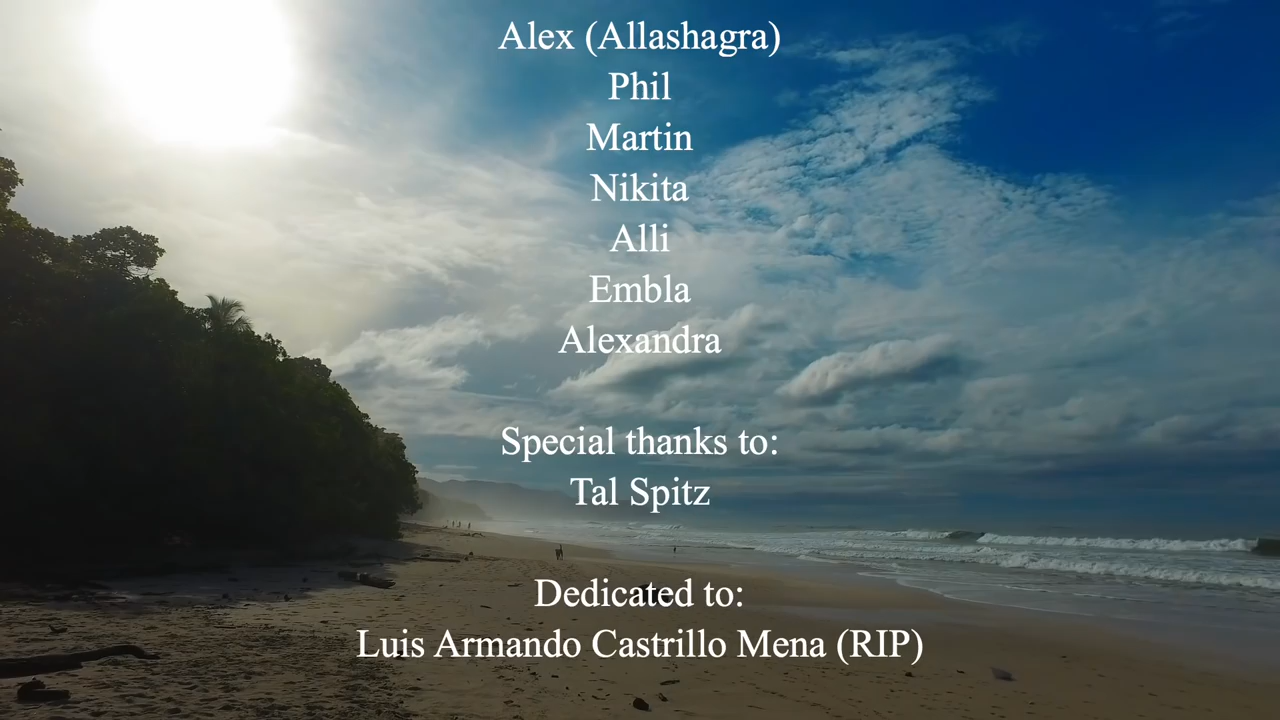 Alex (Allashagra)
Phil
Martin
Nikita
Alli
Embla
Alexandra
Special thanks to:
Tal Spitz
Dedicated to:
Luis Armando Castrillo Mena (RIP)